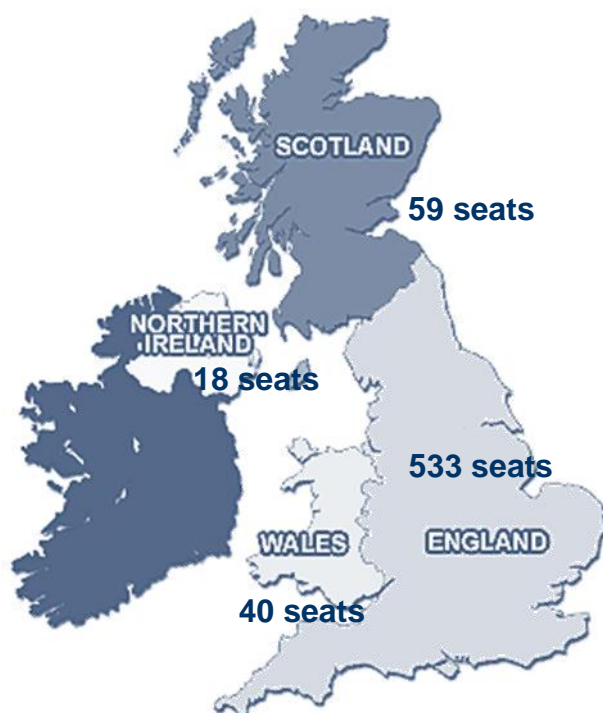 SCOTLAND
59 seats
NORTHERN
IRELAND
18 seats
533 seats
WALES
ENGLAND
40 seats